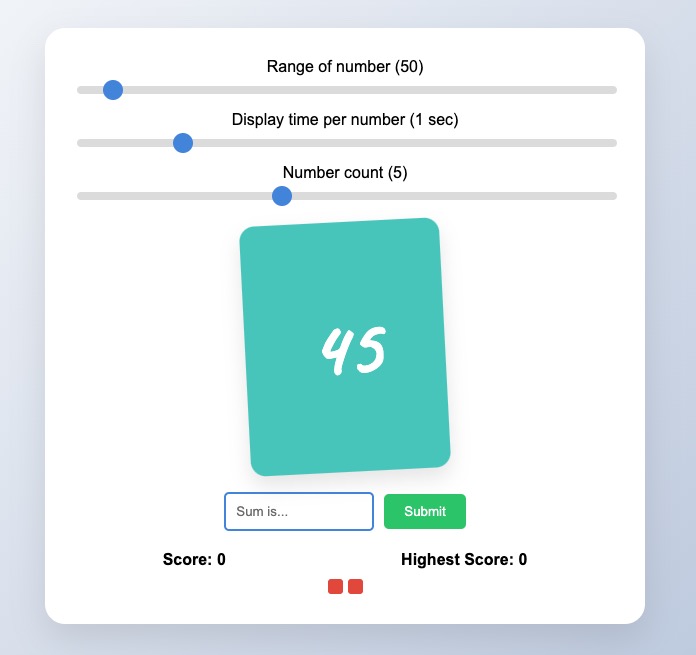 Range of number (50)
Display time per number (1 sec)
Number count (5)
45
Sum is...
Submit
Score: 0
Highest Score: 0